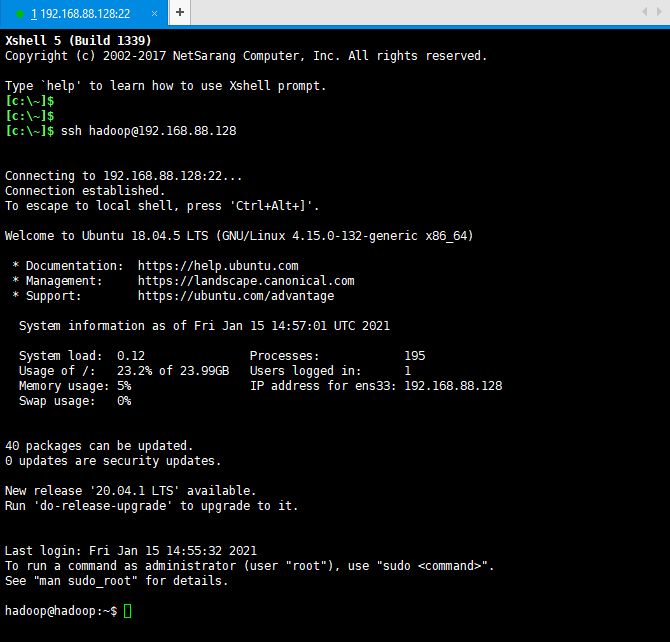 1 192.168.88.128:22 × +
Xshell 5 (Build 1339)
Copyright (c) 2002-2017 NetSarang Computer, Inc. All rights reserved.
Type `help' to learn how to use Xshell prompt.
[c:\~]$
[c:\~]$
[c:\~]$ ssh hadoop@192.168.88.128
Connecting to 192.168.88.128:22...
Connection established.
To escape to local shell, press 'Ctrl+Alt+]'.
Welcome to Ubuntu 18.04.5 LTS (GNU/Linux 4.15.0-132-generic x86_64)
* Documentation:  https://help.ubuntu.com
* Management:     https://landscape.canonical.com
* Support:        https://ubuntu.com/advantage
System information as of Fri Jan 15 14:57:01 UTC 2021
System load:  0.12               Processes:            195
Usage of /:   23.2% of 23.99GB   Users logged in:      1
Memory usage: 5%                 IP address for ens33: 192.168.88.128
Swap usage:   0%
40 packages can be updated.
0 updates are security updates.
New release '20.04.1 LTS' available.
Run 'do-release-upgrade' to upgrade to it.
Last login: Fri Jan 15 14:55:32 2021
To run a command as administrator (user "root"), use "sudo <command>".
See "man sudo_root" for details.
hadoop@hadoop:~$